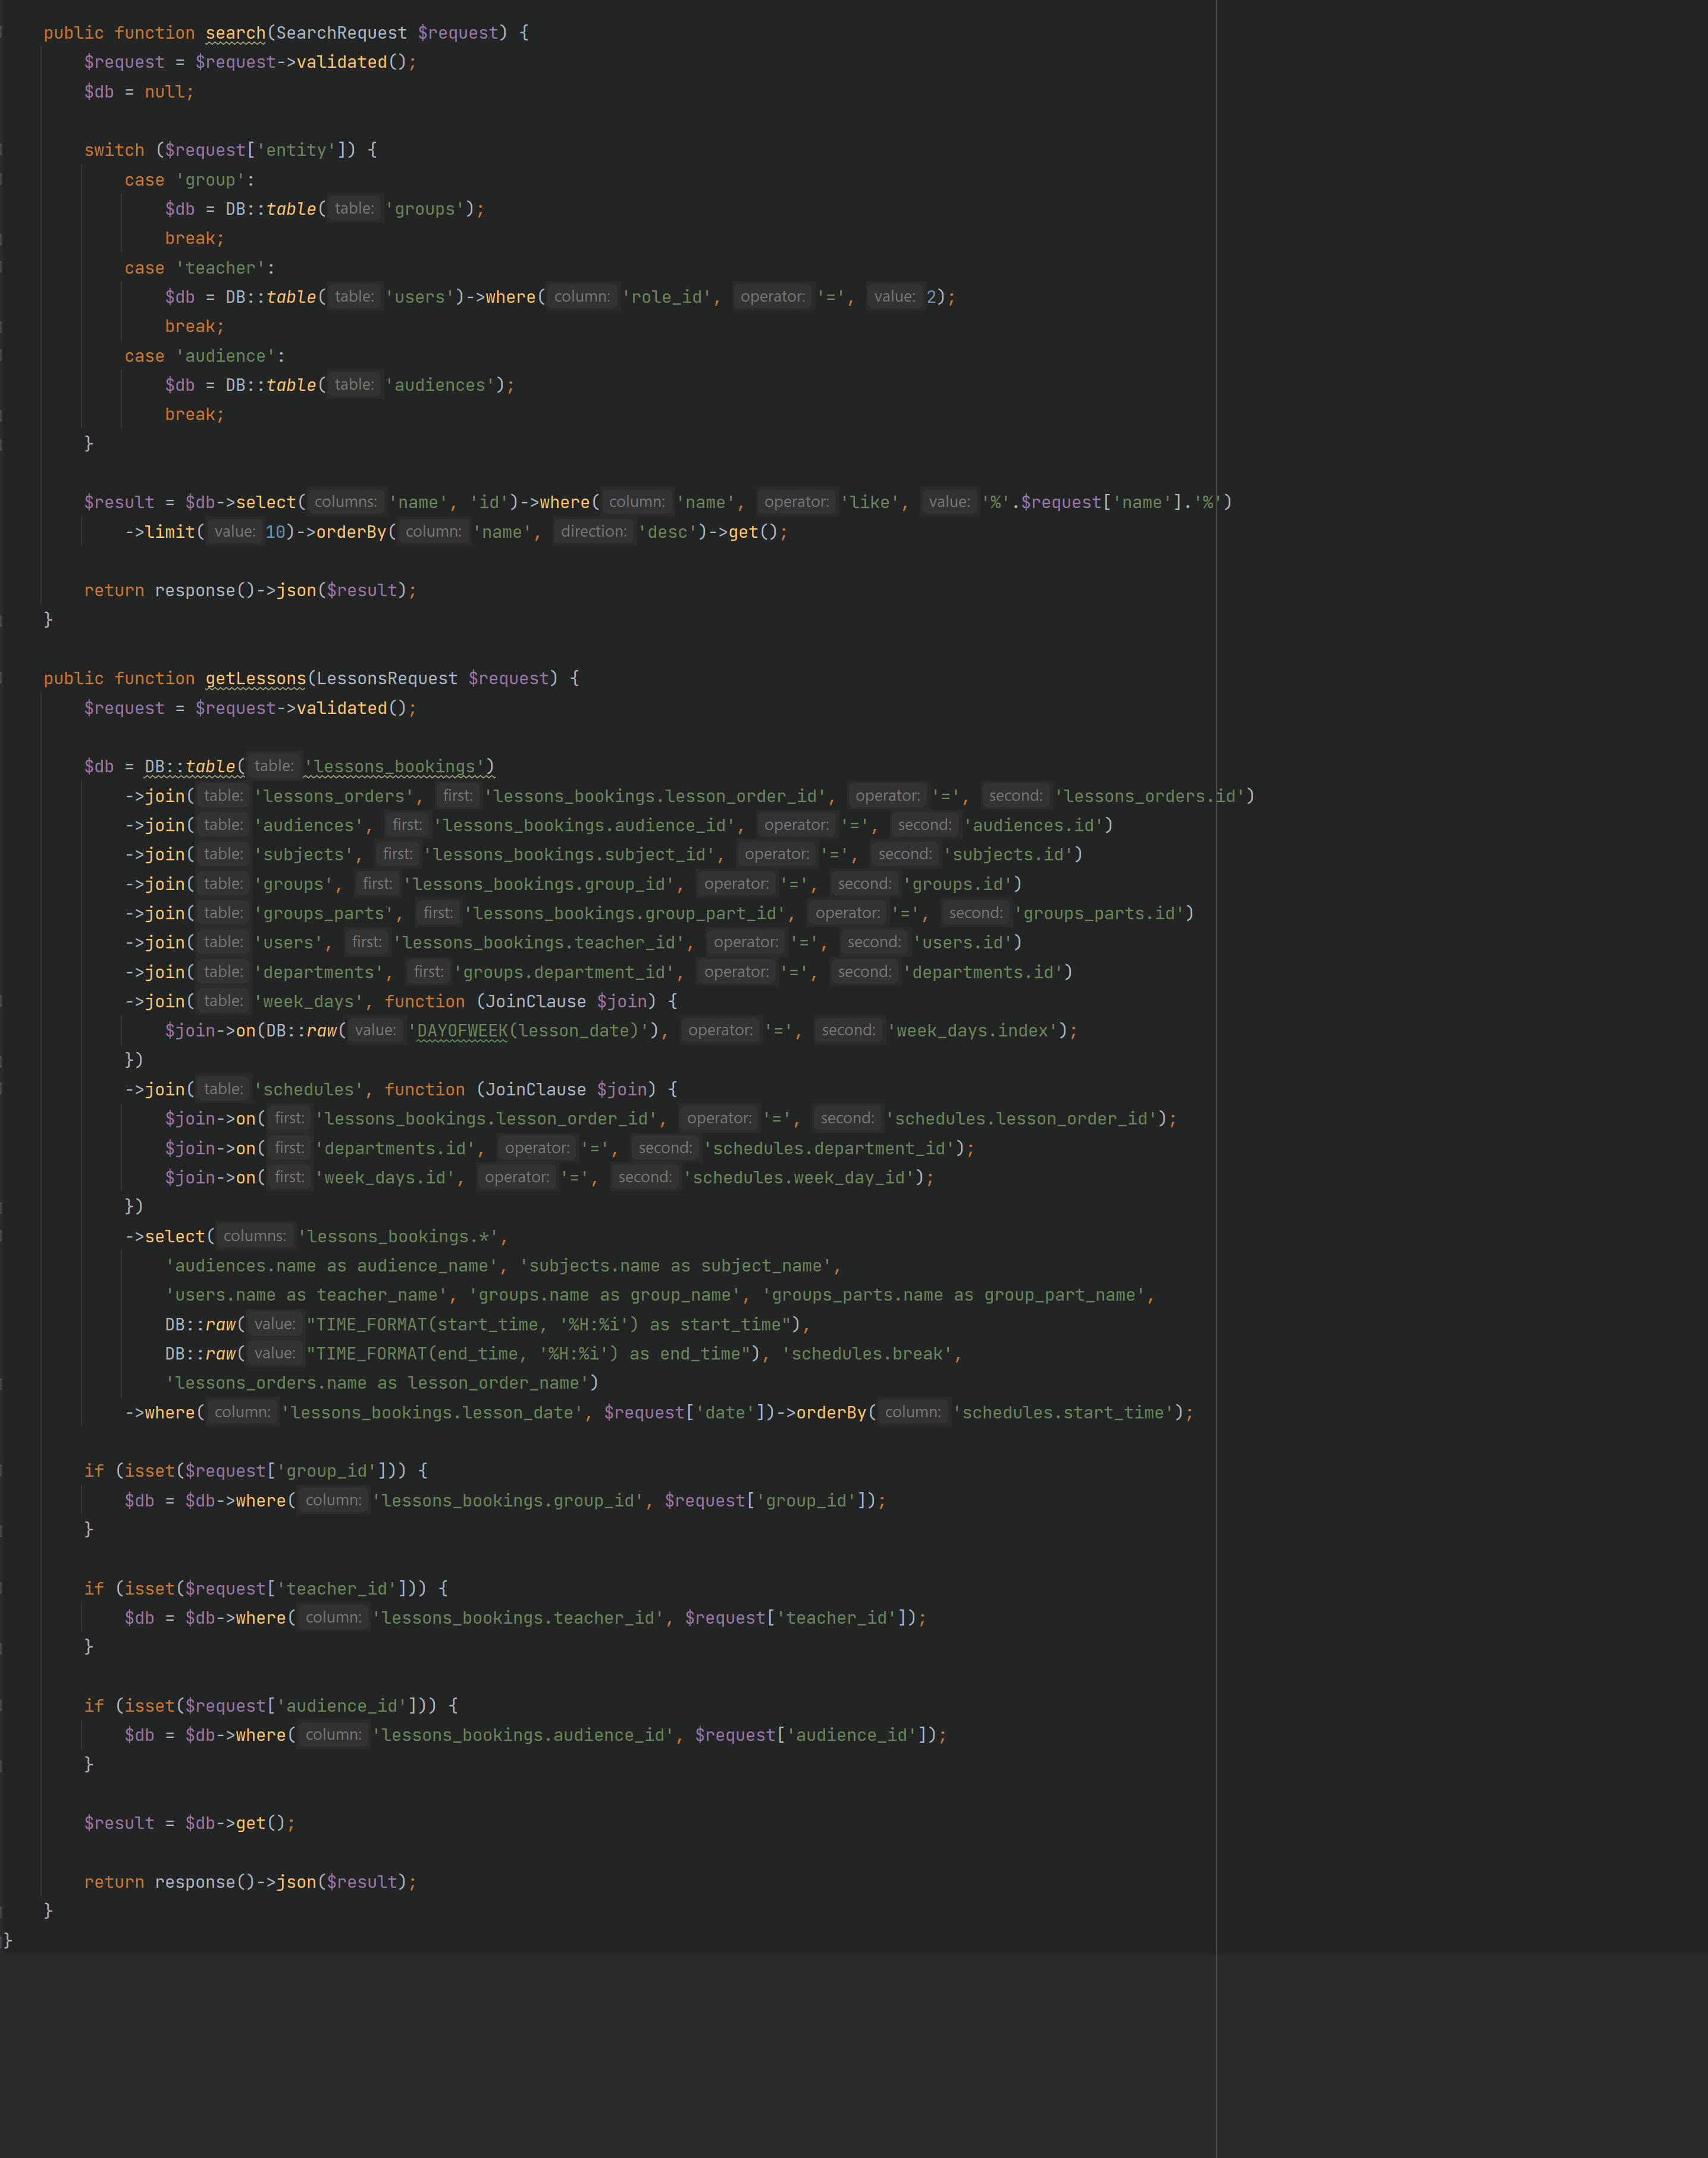 public function search(SearchRequest $request) {
$request = $request->validated();
$db = null;
switch ($request['entity']) {
case 'group':
$db = DB::table( table: 'groups');
break;
case 'teacher':
$db = DB::table( table: 'users')->where( column: 'role_id', operator: '=', value: 2);
break;
case 'audience':
$db = DB::table( table: 'audiences');
break;
}
$result = $db->select( columns: 'name', 'id')->where( column: 'name', operator: 'like', value: '%'.$request['name'].'%')
->limit( value: 10)->orderBy( column: 'name', direction: 'desc')->get();
return response()->json($result);
}
public function getLessons(LessonsRequest $request) {
$request = $request->validated();
$db = DB::table( table: 'lessons_bookings')
->join( table: 'lessons_orders', first: 'lessons_bookings.lesson_order_id', operator: '=', second: 'lessons_orders.id')
->join( table: 'audiences', first: 'lessons_bookings.audience_id', operator: '=', second: 'audiences.id')
->join( table: 'subjects', first: 'lessons_bookings.subject_id', operator: '=', second: 'subjects.id')
->join( table: 'groups', first: 'lessons_bookings.group_id', operator: '=', second: 'groups.id')
->join( table: 'groups_parts', first: 'lessons_bookings.group_part_id', operator: '=', second: 'groups_parts.id')
->join( table: 'users', first: 'lessons_bookings.teacher_id', operator: '=', second: 'users.id')
->join( table: 'departments', first: 'groups.department_id', operator: '=', second: 'departments.id')
->join( table: 'week_days', function (JoinClause $join) {
$join->on(DB::raw( value: 'DAYOFWEEK(lesson_date)'), operator: '=', second: 'week_days.index');
})
->join( table: 'schedules', function (JoinClause $join) {
$join->on( first: 'lessons_bookings.lesson_order_id', operator: '=', second: 'schedules.lesson_order_id');
$join->on( first: 'departments.id', operator: '=', second: 'schedules.department_id');
$join->on( first: 'week_days.id', operator: '=', second: 'schedules.week_day_id');
})
->select( columns: 'lessons_bookings.*',
'audiences.name as audience_name', 'subjects.name as subject_name',
'users.name as teacher_name', 'groups.name as group_name', 'groups_parts.name as group_part_name',
DB::raw( value: "TIME_FORMAT(start_time, '%H:%i') as start_time"),
DB::raw( value: "TIME_FORMAT(end_time, '%H:%i') as end_time"), 'schedules.break',
'lessons_orders.name as lesson_order_name')
->where( column: 'lessons_bookings.lesson_date', $request['date'])->orderBy( column: 'schedules.start_time');
if (isset($request['group_id'])) {
$db = $db->where( column: 'lessons_bookings.group_id', $request['group_id']);
}
if (isset($request['teacher_id'])) {
$db = $db->where( column: 'lessons_bookings.teacher_id', $request['teacher_id']);
}
if (isset($request['audience_id'])) {
$db = $db->where( column: 'lessons_bookings.audience_id', $request['audience_id']);
}
$result = $db->get();
return response()->json($result);
}
}